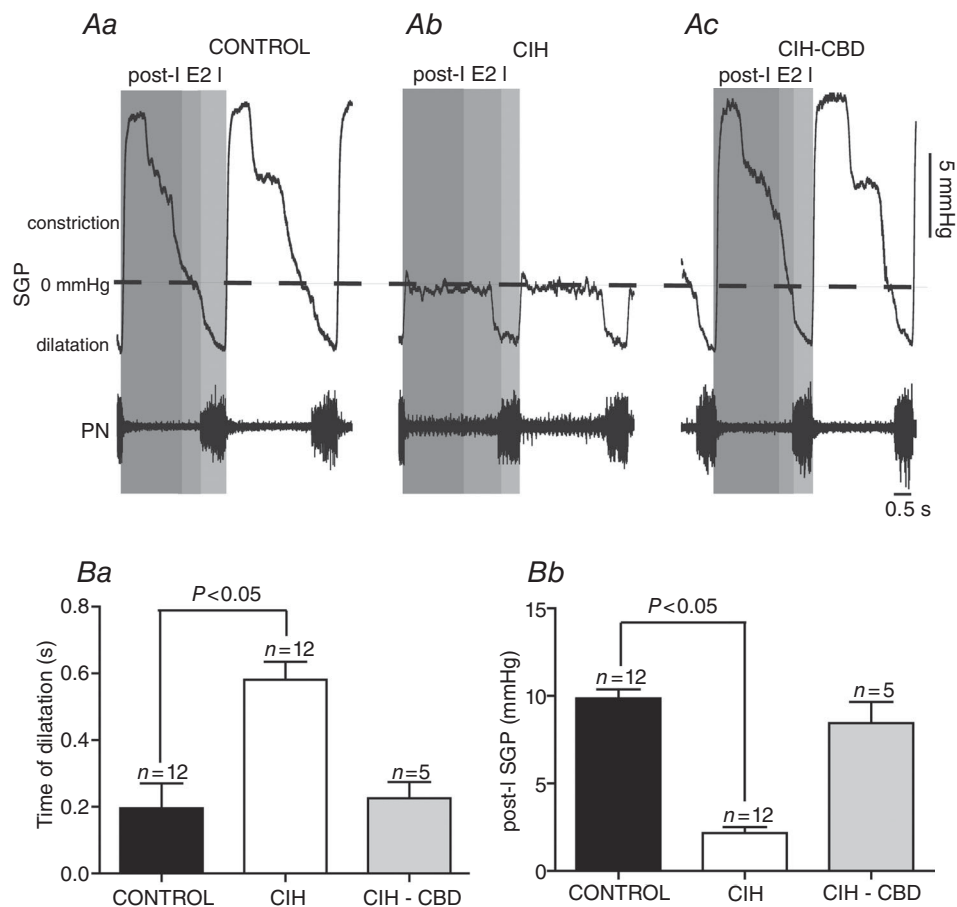 Aa
CONTROL
post-I E2 I
Ab
CIH
Ac
CIH-CBD
post-I E2 I
5 mmHg
SGP
constriction
0 mmHg
dilatation
PN
0.5 s
Ba
Time of dilatation (s)
0.8
0.6
0.4
0.2
0.0
P<0.05
n=12
n=12
n=5
CONTROL
CIH
CIH - CBD
Bb
post-I SGP (mmHg)
15
10
5
0
P<0.05
n=12
n=12
n=5
CONTROL
CIH
CIH - CBD